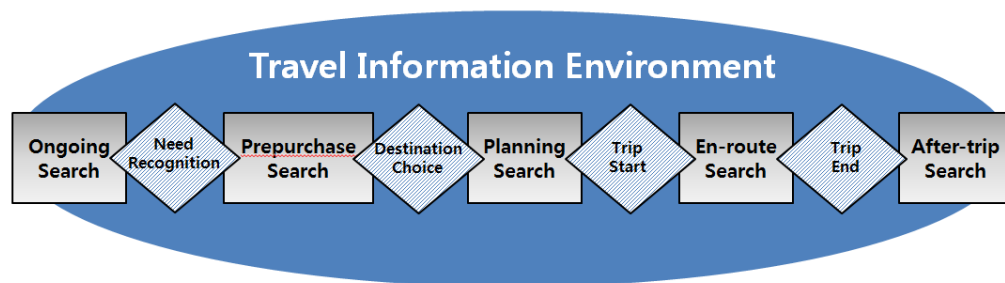 Travel Information Environment
Ongoing
Search
Need
Recognition
Prepurchase
Search
Destination
Choice
Planning
Search
Trip
Start
En-route
Search
Trip
End
After-trip
Search